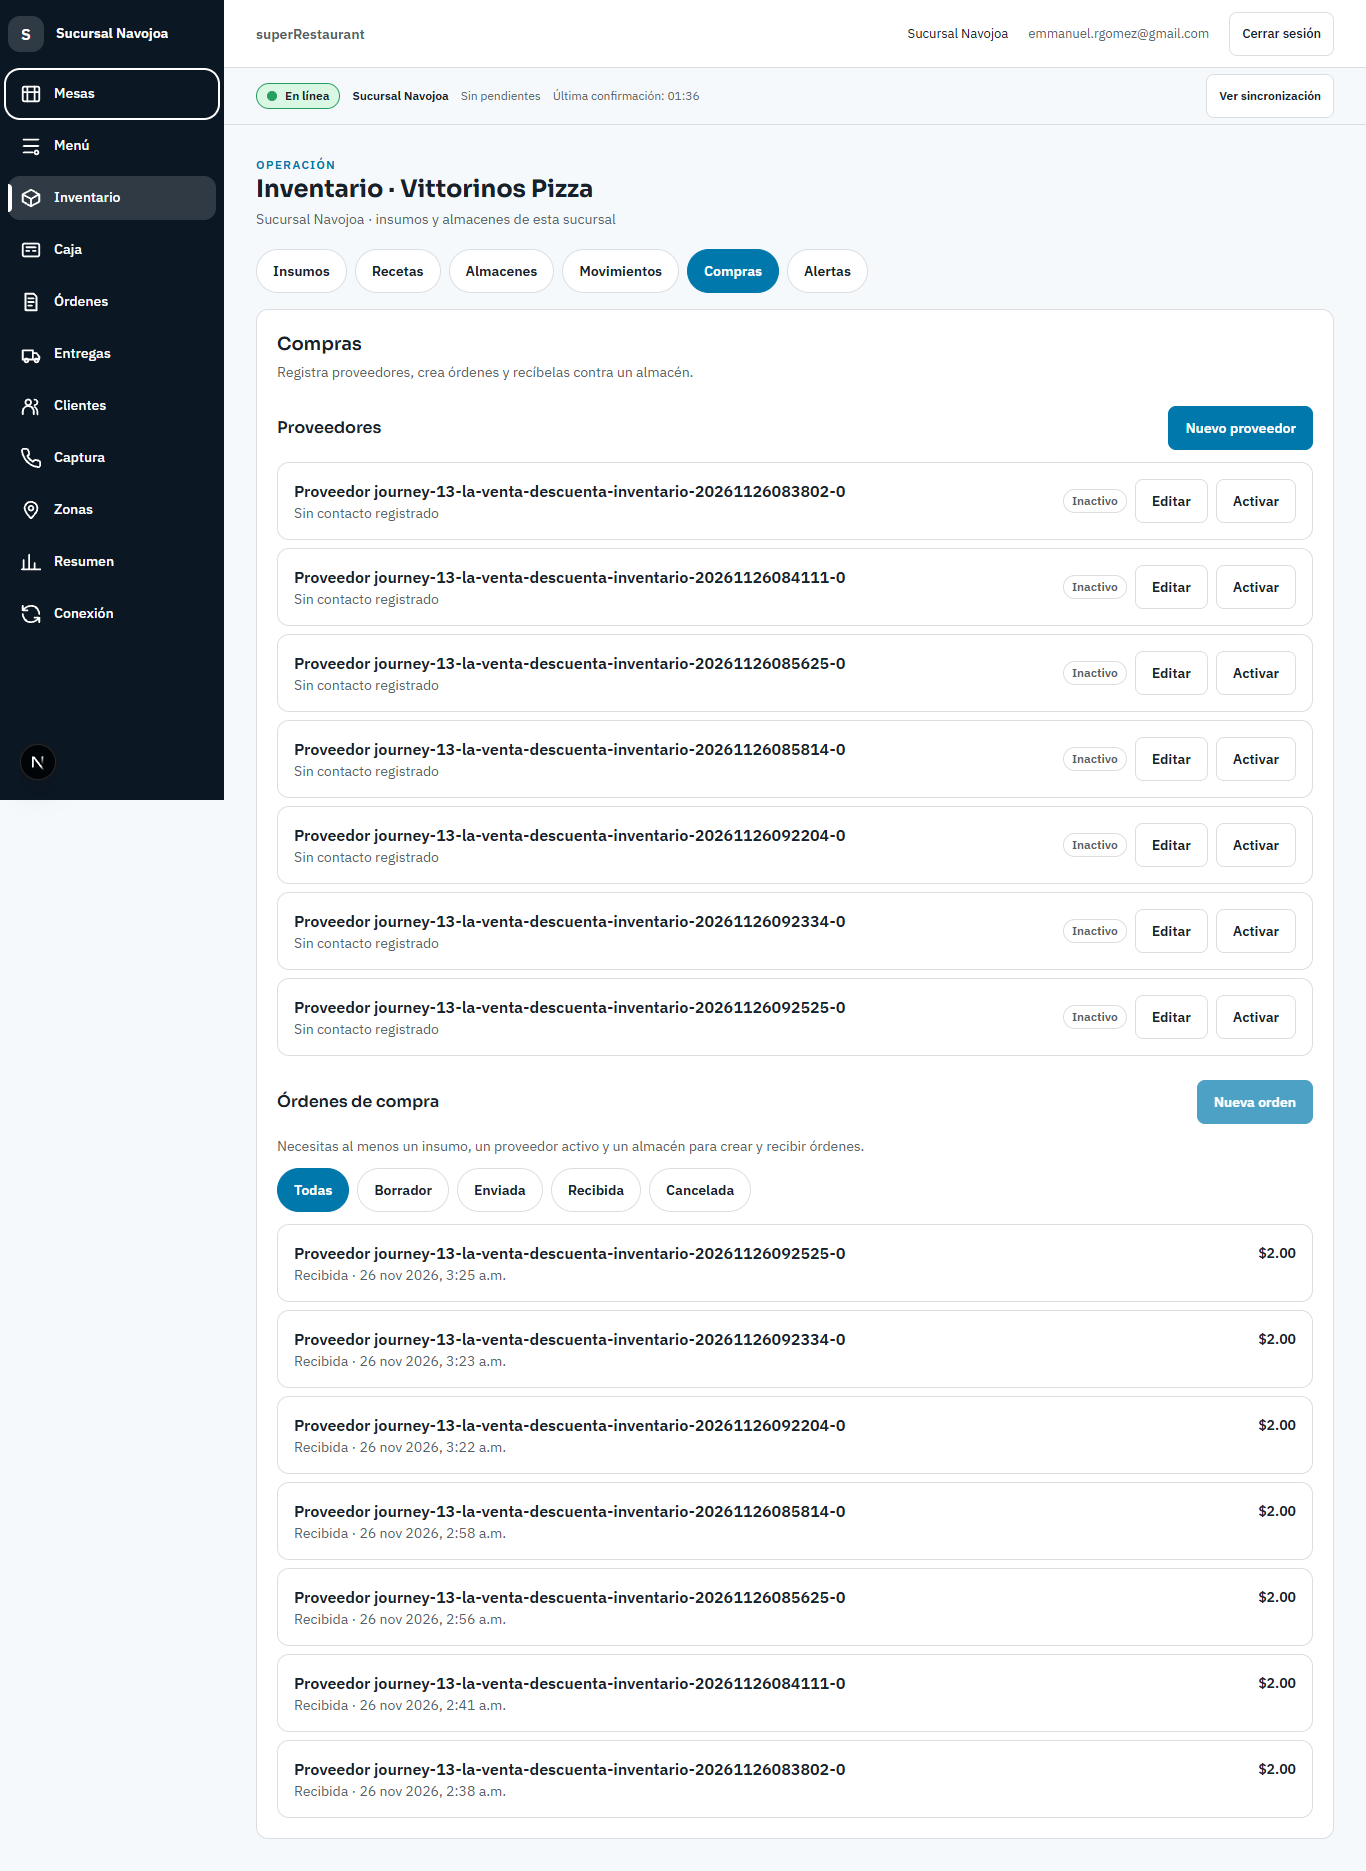 S Sucursal Navojoa
Mesas
Menú
Inventario
Caja
Órdenes
Entregas
Clientes
Captura
Zonas
Resumen
Conexión
N
superRestaurant
Sucursal Navojoa emmanuel.rgomez@gmail.com Cerrar sesión
En línea Sucursal Navojoa Sin pendientes Última confirmación: 01:36 Ver sincronización
OPERACIÓN
Inventario · Vittorinos Pizza
Sucursal Navojoa · insumos y almacenes de esta sucursal
Insumos Recetas Almacenes Movimientos Compras Alertas
Compras
Registra proveedores, crea órdenes y recíbelas contra un almacén.
Proveedores Nuevo proveedor
Proveedor journey-13-la-venta-descuenta-inventario-20261126083802-0
Sin contacto registrado
Inactivo Editar Activar
Proveedor journey-13-la-venta-descuenta-inventario-20261126084111-0
Sin contacto registrado
Inactivo Editar Activar
Proveedor journey-13-la-venta-descuenta-inventario-20261126085625-0
Sin contacto registrado
Inactivo Editar Activar
Proveedor journey-13-la-venta-descuenta-inventario-20261126085814-0
Sin contacto registrado
Inactivo Editar Activar
Proveedor journey-13-la-venta-descuenta-inventario-20261126092204-0
Sin contacto registrado
Inactivo Editar Activar
Proveedor journey-13-la-venta-descuenta-inventario-20261126092334-0
Sin contacto registrado
Inactivo Editar Activar
Proveedor journey-13-la-venta-descuenta-inventario-20261126092525-0
Sin contacto registrado
Inactivo Editar Activar
Órdenes de compra Nueva orden
Necesitas al menos un insumo, un proveedor activo y un almacén para crear y recibir órdenes.
Todas Borrador Enviada Recibida Cancelada
Proveedor journey-13-la-venta-descuenta-inventario-20261126092525-0 $2.00
Recibida · 26 nov 2026, 3:25 a.m.
Proveedor journey-13-la-venta-descuenta-inventario-20261126092334-0 $2.00
Recibida · 26 nov 2026, 3:23 a.m.
Proveedor journey-13-la-venta-descuenta-inventario-20261126092204-0 $2.00
Recibida · 26 nov 2026, 3:22 a.m.
Proveedor journey-13-la-venta-descuenta-inventario-20261126085814-0 $2.00
Recibida · 26 nov 2026, 2:58 a.m.
Proveedor journey-13-la-venta-descuenta-inventario-20261126085625-0 $2.00
Recibida · 26 nov 2026, 2:56 a.m.
Proveedor journey-13-la-venta-descuenta-inventario-20261126084111-0 $2.00
Recibida · 26 nov 2026, 2:41 a.m.
Proveedor journey-13-la-venta-descuenta-inventario-20261126083802-0 $2.00
Recibida · 26 nov 2026, 2:38 a.m.